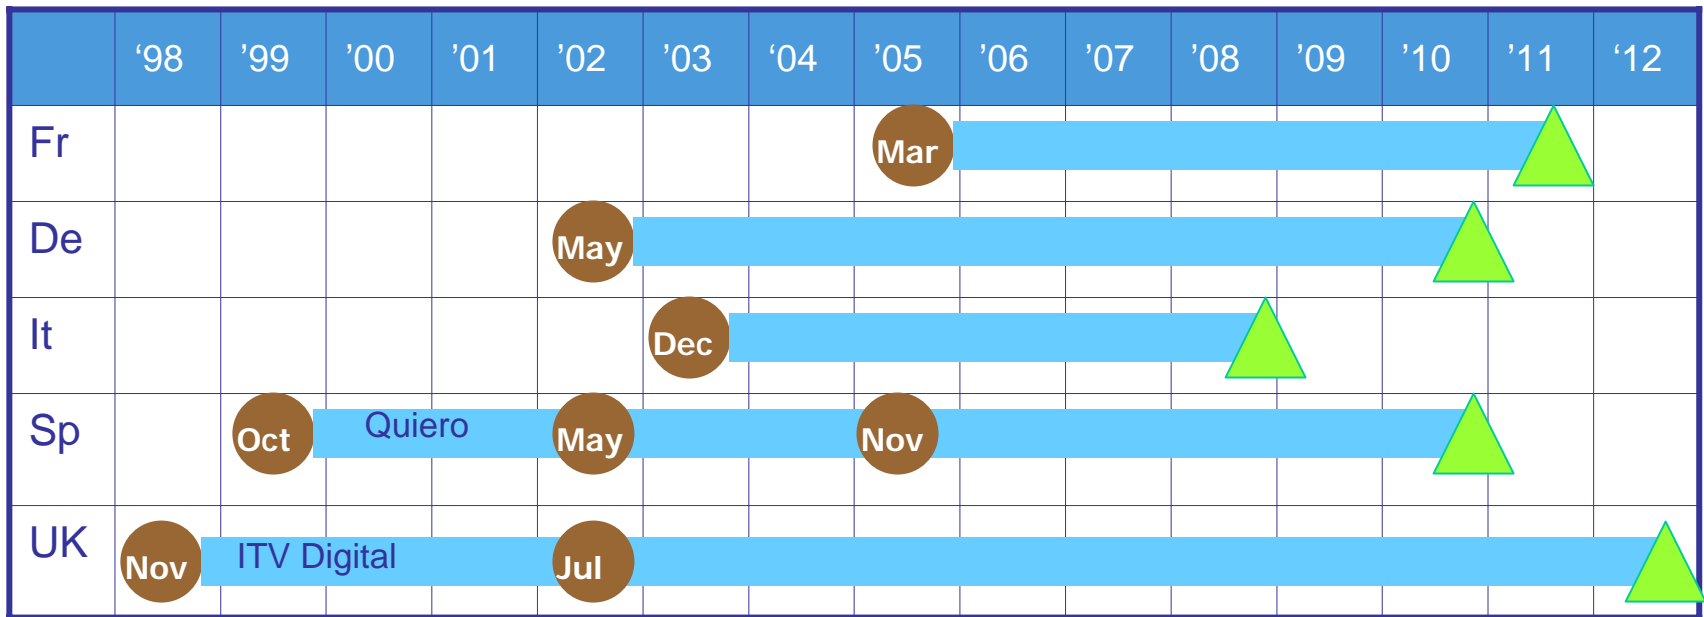 ‘98 ’99 ’00 ’01 ’02 ’03 ‘04 ’05 ’06 ’07 ’08 ’09 ’10 ’11 ‘12
Fr Mar
De May
It Dec
Sp Oct Quiero May Nov
UK Nov ITV Digital Jul